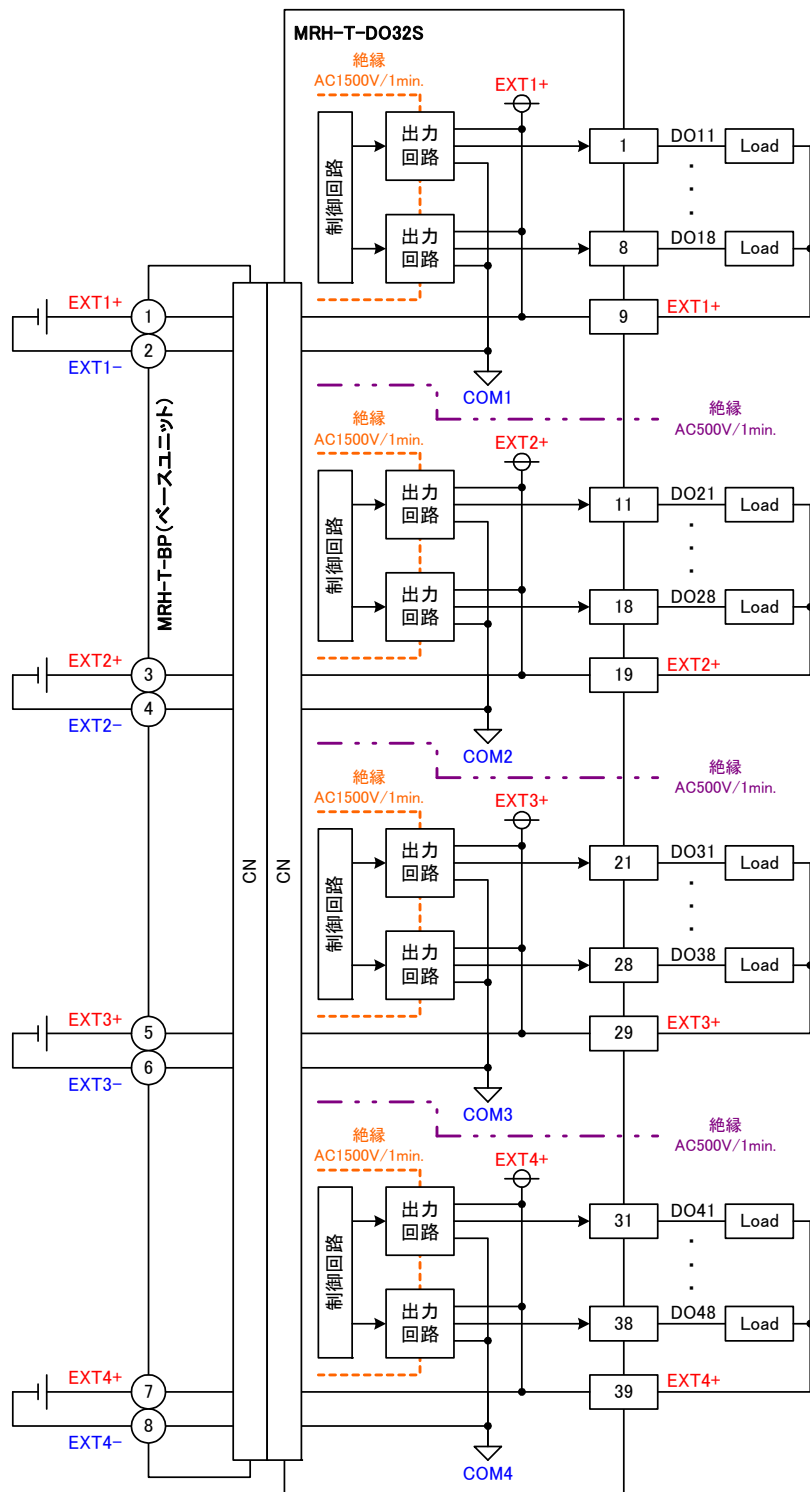 MRH-T-DO32S
絶縁
AC1500V/1min.
EXT1+
制御回路
出力
回路
1
DO11
Load
出力
回路
8
DO18
Load
EXT1+
1
9
EXT1+
2
EXT1-
COM1
MRH-T-BP(ベースユニット)
絶縁
AC1500V/1min.
絶縁
AC500V/1min.
EXT2+
制御回路
出力
回路
11
DO21
Load
出力
回路
18
DO28
Load
EXT2+
3
19
EXT2+
4
EXT2-
COM2
絶縁
AC1500V/1min.
絶縁
AC500V/1min.
EXT3+
CN
CN
制御回路
出力
回路
21
DO31
Load
出力
回路
28
DO38
Load
EXT3+
5
29
EXT3+
6
EXT3-
COM3
絶縁
AC1500V/1min.
絶縁
AC500V/1min.
EXT4+
制御回路
出力
回路
31
DO41
Load
出力
回路
38
DO48
Load
EXT4+
7
39
EXT4+
8
EXT4-
COM4